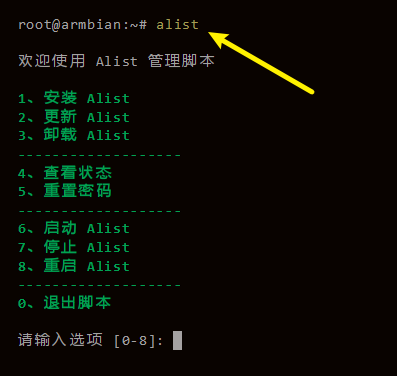 root@armbian:~# alist
欢迎使用 Alist 管理脚本
1、安装 Alist
2、更新 Alist
3、卸载 Alist
-------------------
4、查看状态
5、重置密码
-------------------
6、启动 Alist
7、停止 Alist
8、重启 Alist
-------------------
0、退出脚本
请输入选项 [0-8]: